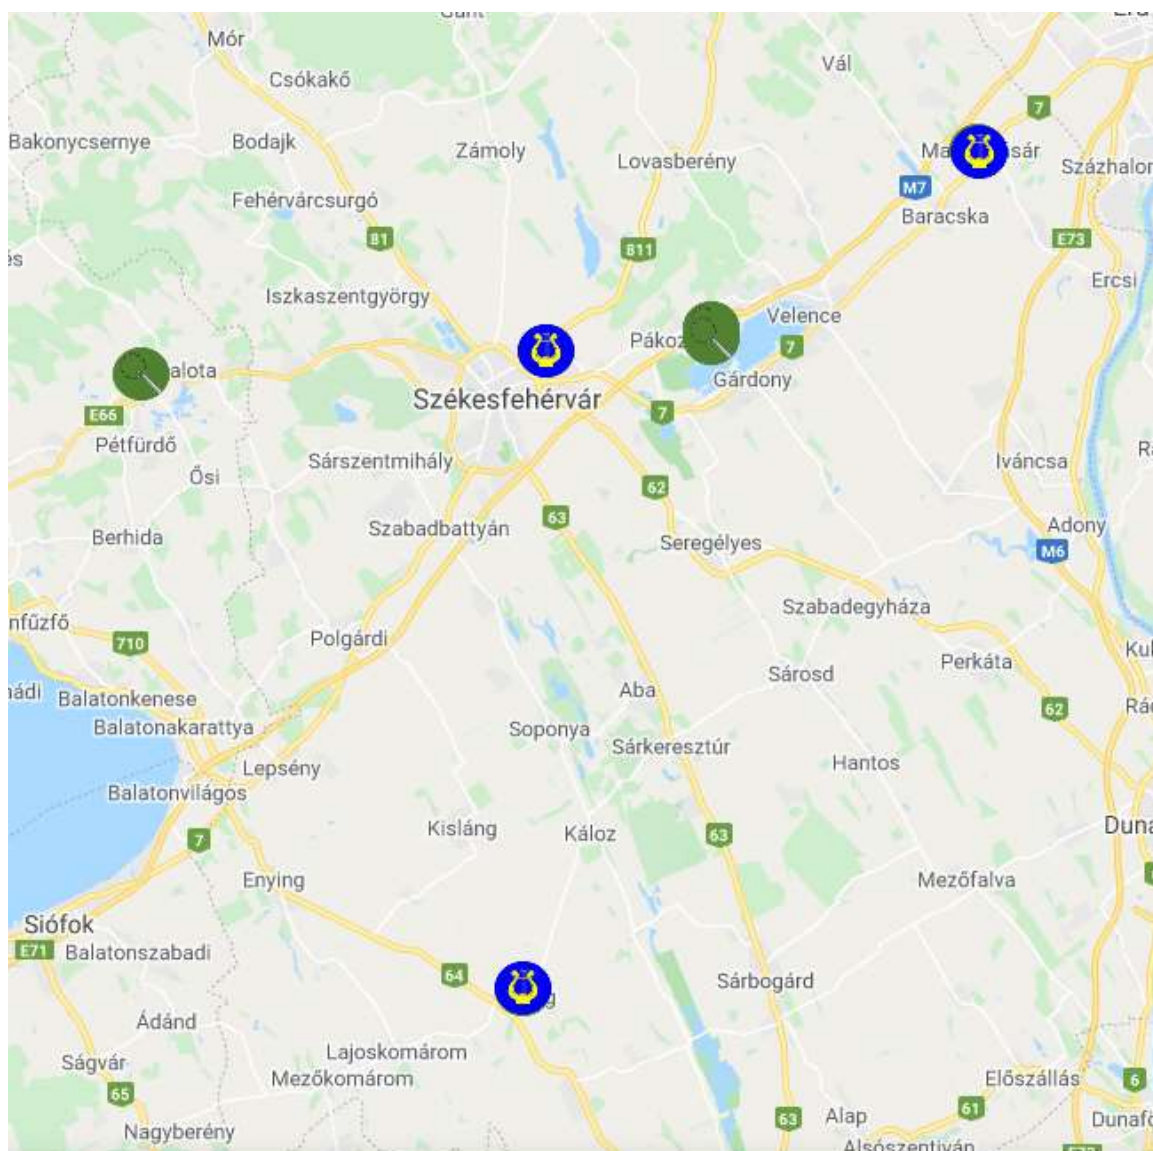 Mór
Vál
Csókakő
7
Bakonycsernye
Bodajk
Zámoly
Lovasberény
M7
Fehérvárcsurgó
Baracska
81
811
E73
Ercsi
Iszkaszentgyörgy
Velence
7
Gárdony
E66
Székesfehérvár
7
Pétfürdő
Sárszentmihály
Iváncsa
Ősi
62
63
Szabadbattyán
Adony
Berhida
Seregélyes
M6
Szabadegyháza
710
Polgárdi
Perkáta
Sárosd
Balatonkenese
Aba
62
Balatonakarattya
Soponya
Sárkeresztúr
Lepsény
Hantos
Balatonvilágos
Kisláng
Káloz
63
7
Enying
Mezőfalva
Siófok
E71
Balatonszabadi
64
Sárbogárd
Ádánd
Lajoskomárom
Ságvár
Mezőkomárom
Előszállás
6
65
61
63
Alap
Nagyberény
Alsószentiván